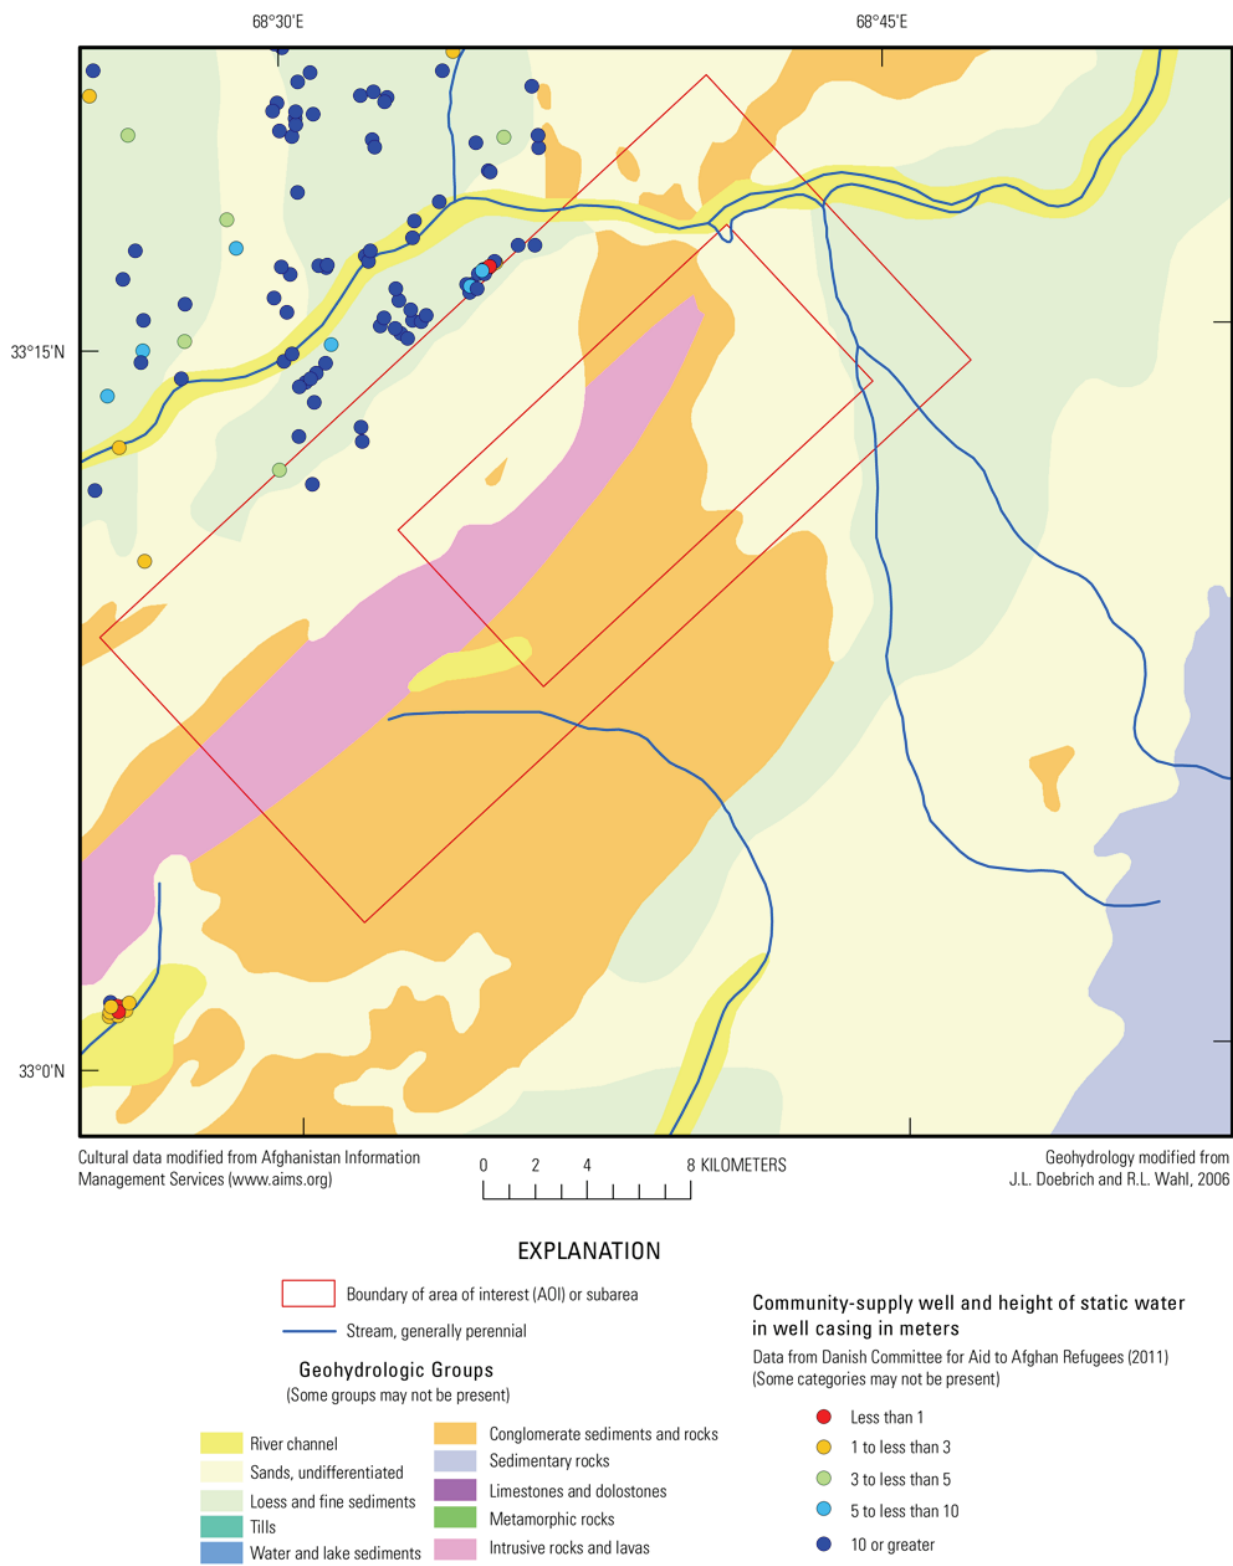 68°30'E
68°45'E
33°15'N
33°0'N
Cultural data modified from Afghanistan Information
Management Services (www.aims.org)
0 2 4 8 KILOMETERS
Geohydrology modified from
J.L. Doebrich and R.L. Wahl, 2006
EXPLANATION
Boundary of area of interest (AOI) or subarea
Stream, generally perennial
Geohydrologic Groups
(Some groups may not be present)
River channel
Sands, undifferentiated
Loess and fine sediments
Tills
Water and lake sediments
Conglomerate sediments and rocks
Sedimentary rocks
Limestones and dolostones
Metamorphic rocks
Intrusive rocks and lavas
Community-supply well and height of static water
in well casing in meters
Data from Danish Committee for Aid to Afghan Refugees (2011)
(Some categories may not be present)
Less than 1
1 to less than 3
3 to less than 5
5 to less than 10
10 or greater